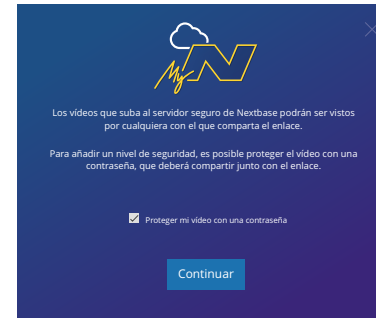 My N
Los vídeos que suba al servidor seguro de Nextbase podrán ser vistos
por cualquiera con el que comparta el enlace.
Para añadir un nivel de seguridad, es posible proteger el vídeo con una
contraseña, que deberá compartir junto con el enlace.
Proteger mi vídeo con una contraseña
Continuar